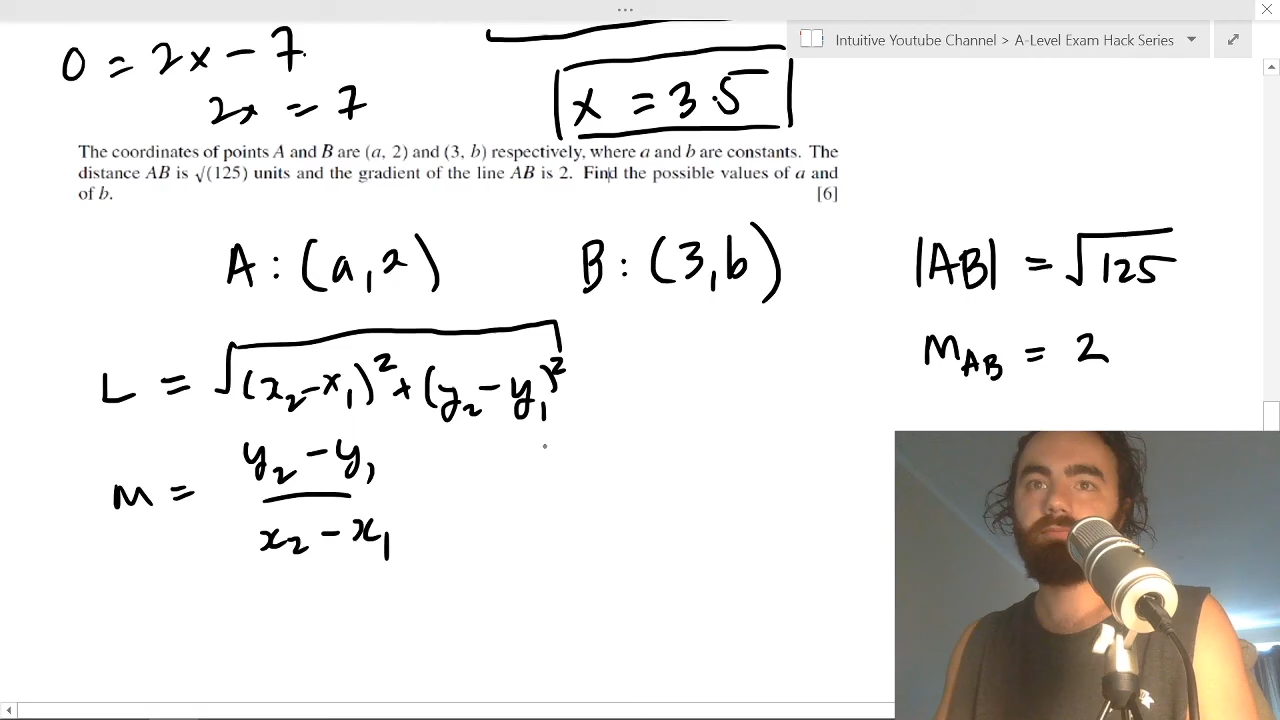 Intuitive Youtube Channel > A-Level Exam Hack Series
0 = 2x - 7
2x = 7
x = 3.5
The coordinates of points A and B are (a, 2) and (3, b) respectively, where a and b are constants. The
distance AB is √(125) units and the gradient of the line AB is 2. Find the possible values of a and
of b. [6]
A : (a, 2) B : (3, b) |AB| = √125
m_AB = 2
L = √(x₂ - x₁)² + (y₂ - y₁)²
m = y₂ - y₁
x₂ - x₁